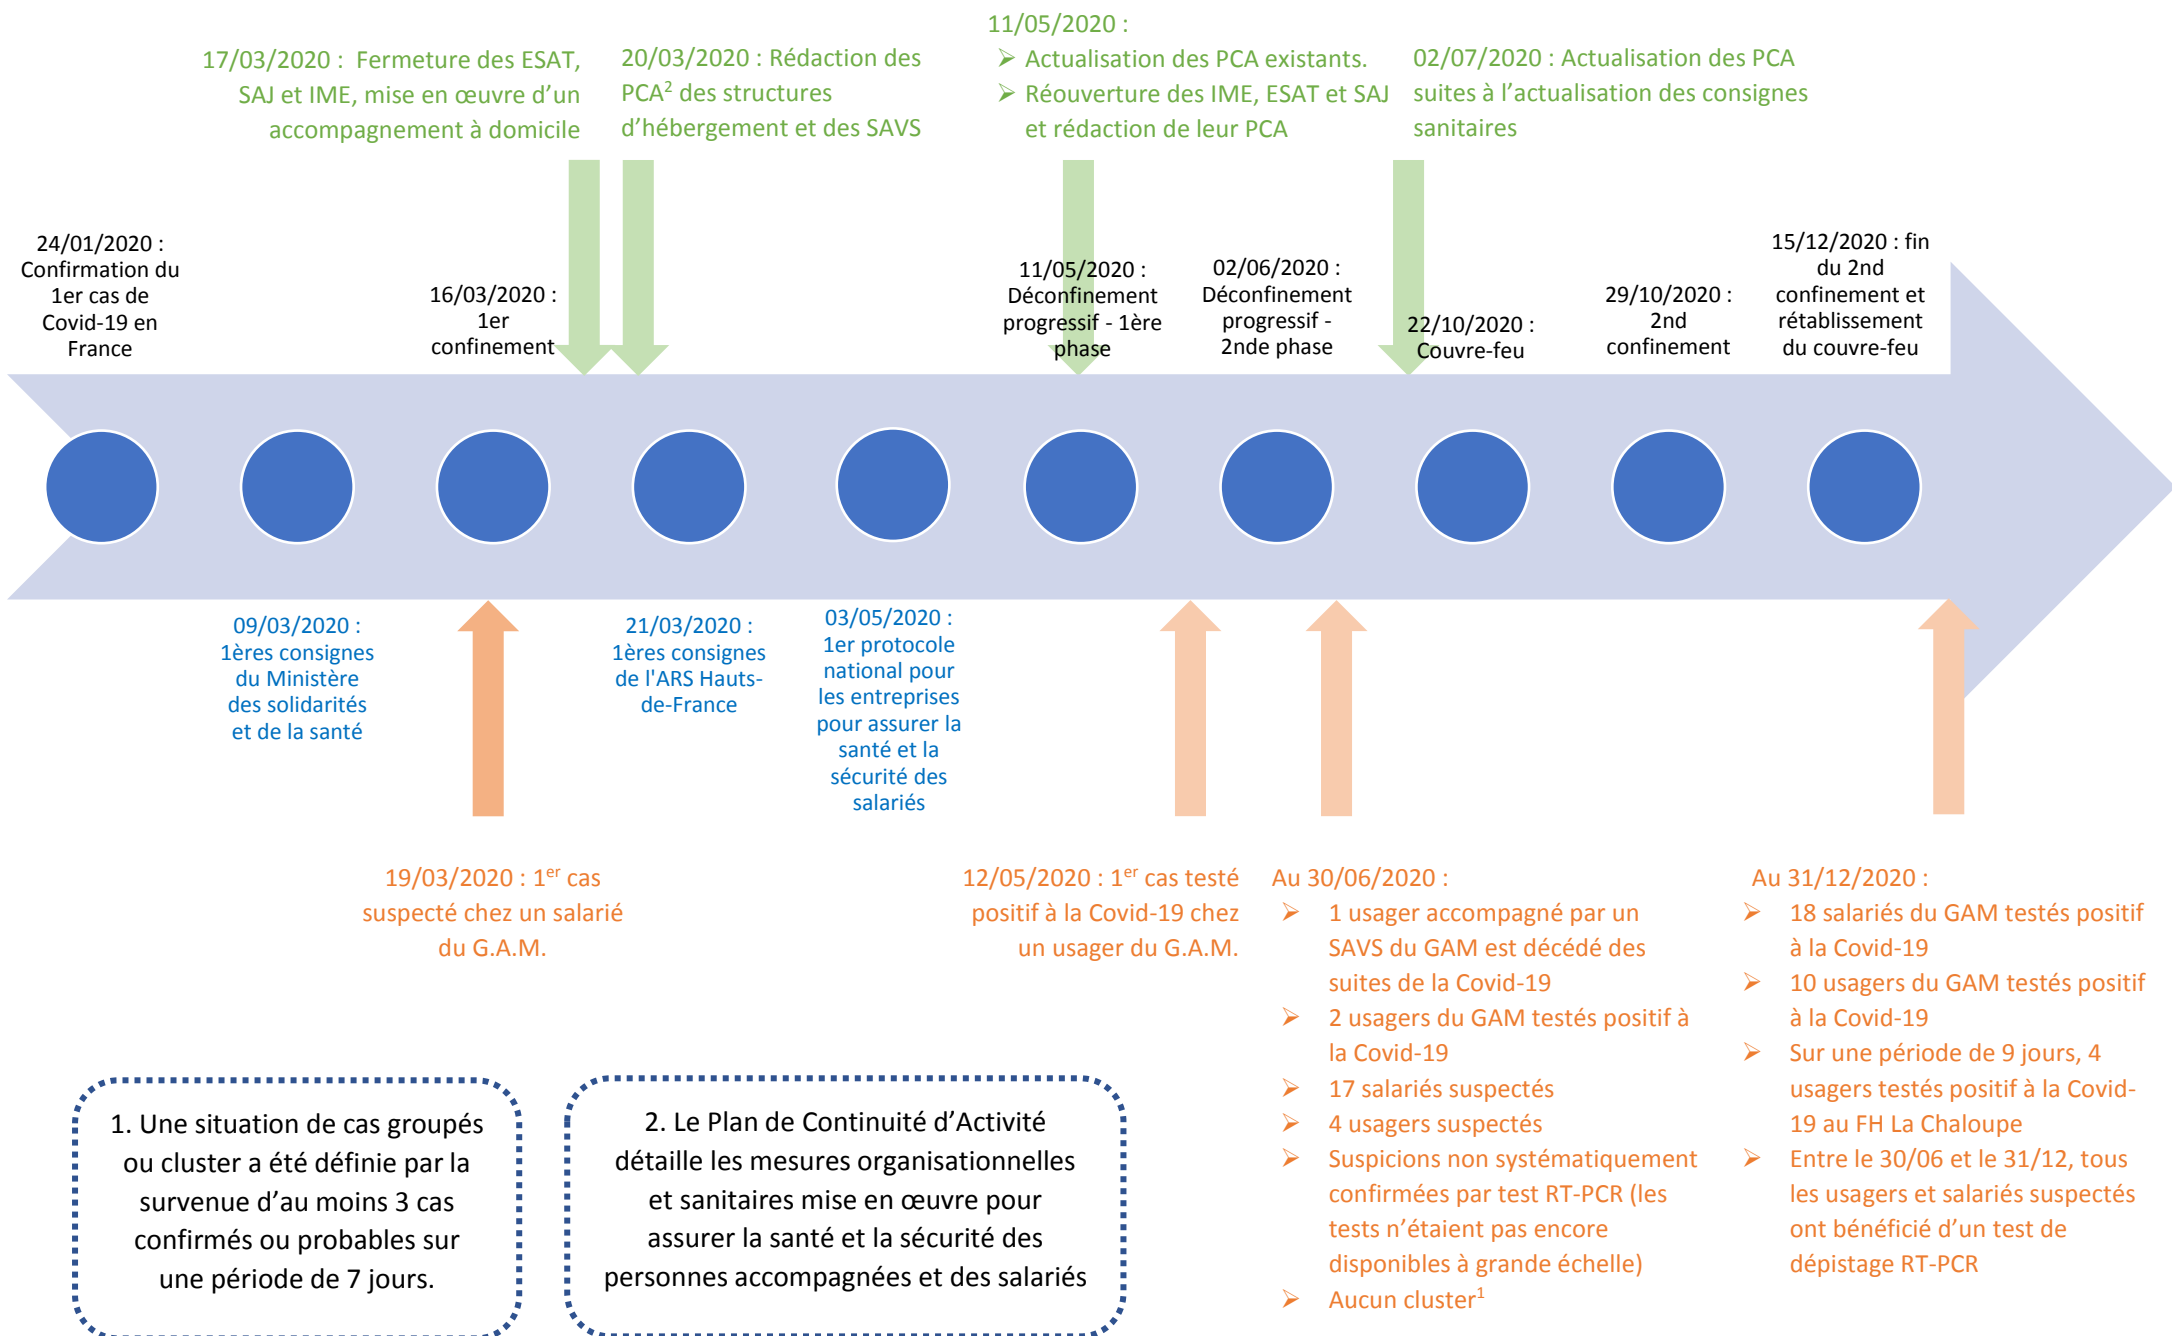 17/03/2020 : Fermeture des ESAT,
SAJ et IME, mise en œuvre d’un
accompagnement à domicile
20/03/2020 : Rédaction des
PCA² des structures
d’hébergement et des SAVS
11/05/2020 :
➢ Actualisation des PCA existants.
➢ Réouverture des IME, ESAT et SAJ
et rédaction de leur PCA
02/07/2020 : Actualisation des PCA
suites à l’actualisation des consignes
sanitaires
24/01/2020 :
Confirmation du
1er cas de
Covid-19 en
France
16/03/2020 :
1er
confinement
11/05/2020 :
Déconfinement
progressif - 1ère
phase
02/06/2020 :
Déconfinement
progressif -
2nde phase
22/10/2020 :
Couvre-feu
29/10/2020 :
2nd
confinement
15/12/2020 : fin
du 2nd
confinement et
rétablissement
du couvre-feu
09/03/2020 :
1ères consignes
du Ministère
des solidarités
et de la santé
21/03/2020 :
1ères consignes
de l'ARS Hauts-
de-France
03/05/2020 :
1er protocole
national pour
les entreprises
pour assurer la
santé et la
sécurité des
salariés
19/03/2020 : 1er cas
suspecté chez un salarié
du G.A.M.
12/05/2020 : 1er cas testé
positif à la Covid-19 chez
un usager du G.A.M.
Au 30/06/2020 :
➢ 1 usager accompagné par un
SAVS du GAM est décédé des
suites de la Covid-19
➢ 2 usagers du GAM testés positif à
la Covid-19
➢ 17 salariés suspectés
➢ 4 usagers suspectés
➢ Suspicions non systématiquement
confirmées par test RT-PCR (les
tests n’étaient pas encore
disponibles à grande échelle)
➢ Aucun cluster¹
Au 31/12/2020 :
➢ 18 salariés du GAM testés positif
à la Covid-19
➢ 10 usagers du GAM testés positif
à la Covid-19
➢ Sur une période de 9 jours, 4
usagers testés positif à la Covid-
19 au FH La Chaloupe
➢ Entre le 30/06 et le 31/12, tous
les usagers et salariés suspectés
ont bénéficié d’un test de
dépistage RT-PCR
1. Une situation de cas groupés
ou cluster a été définie par la
survenue d’au moins 3 cas
confirmés ou probables sur
une période de 7 jours.
2. Le Plan de Continuité d’Activité
détaille les mesures organisationnelles
et sanitaires mise en œuvre pour
assurer la santé et la sécurité des
personnes accompagnées et des salariés